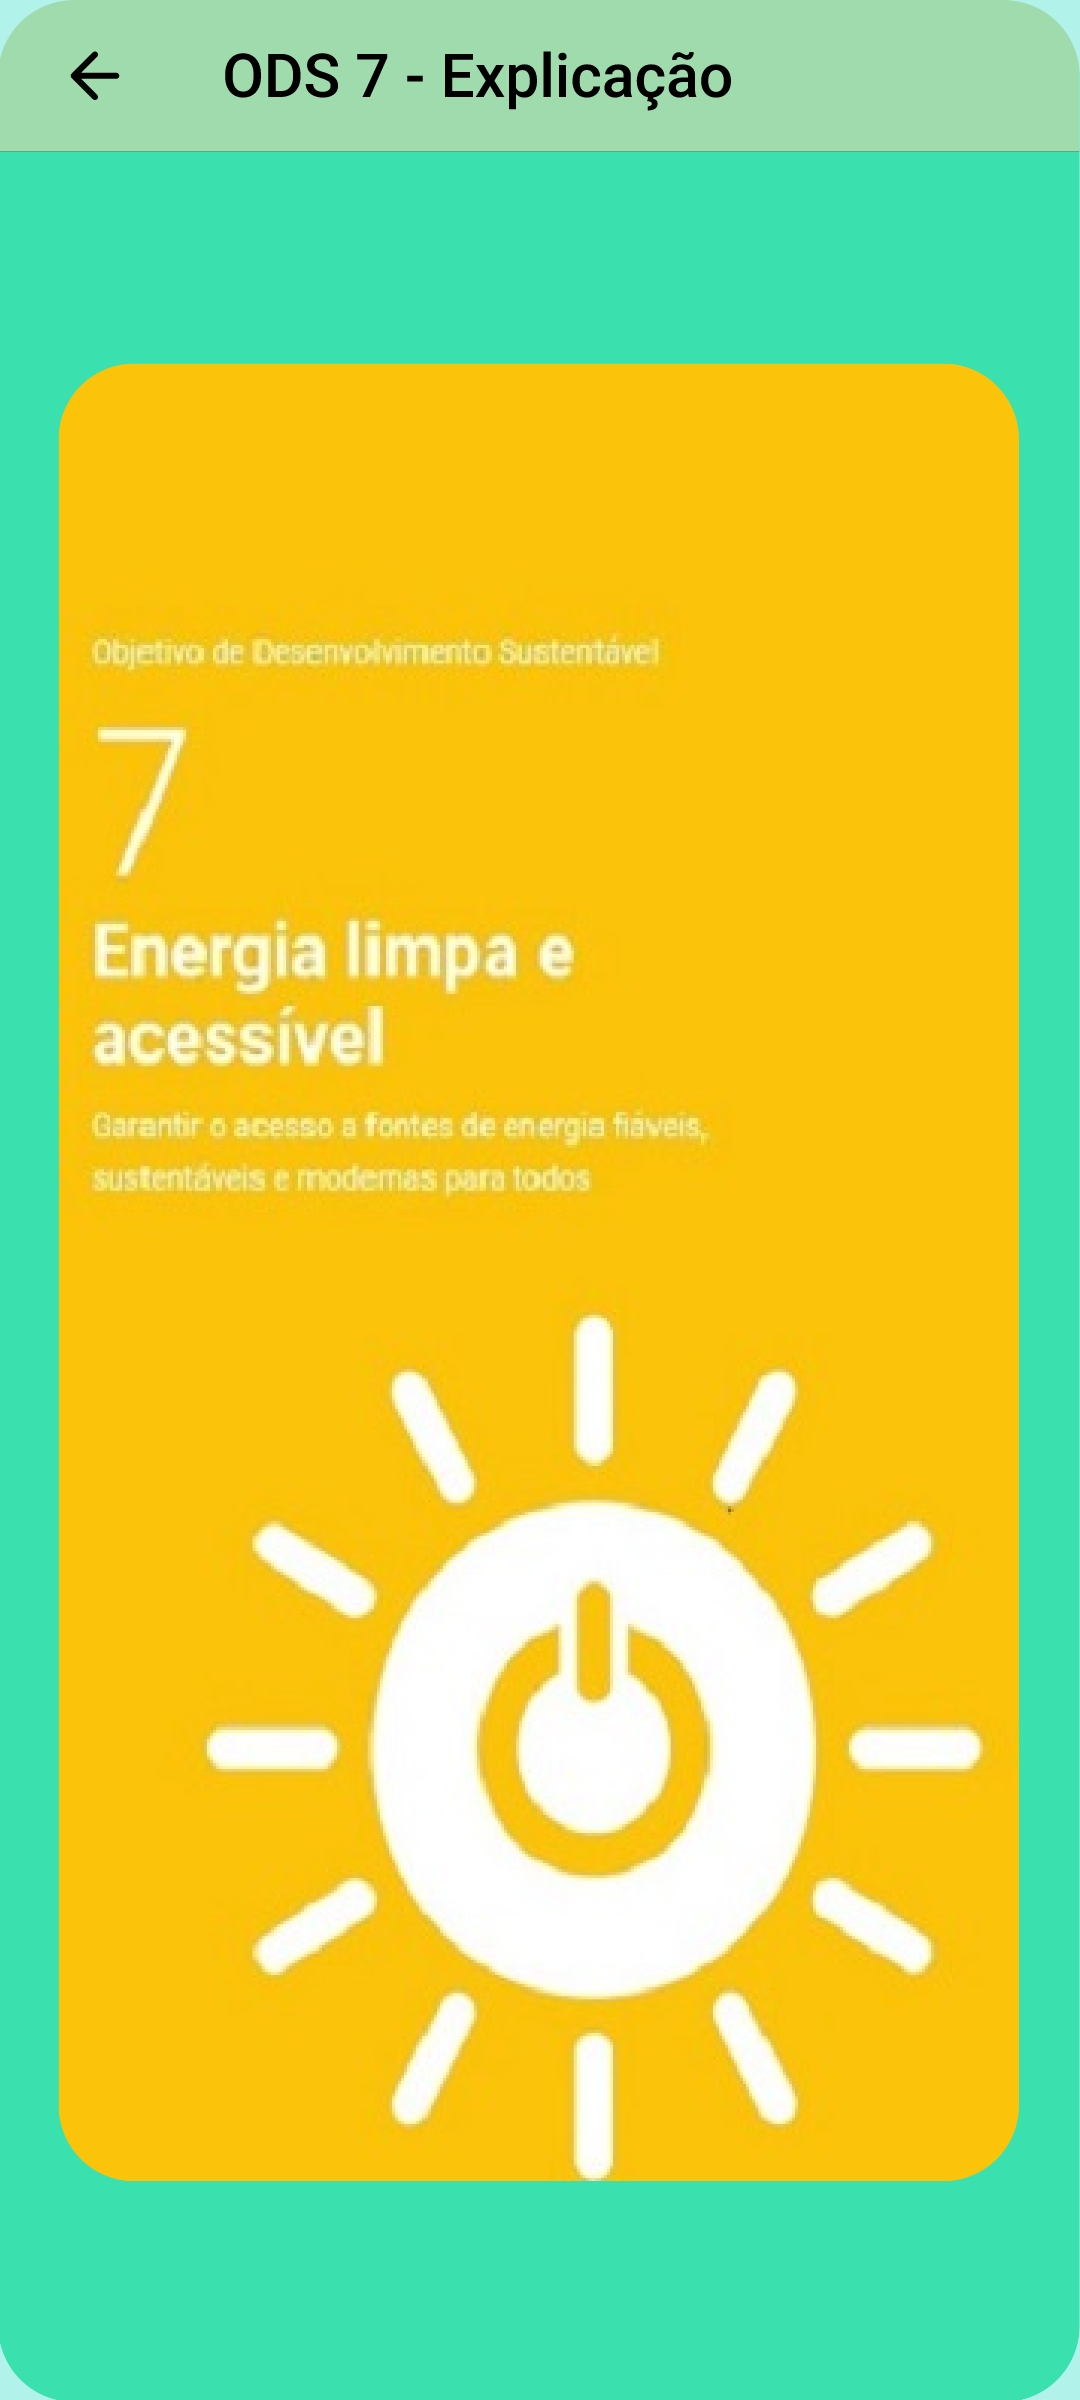 ODS 7 - Explicação
Objetivo de Desenvolvimento Sustentável
7
Energia limpa e
acessível
Garantir o acesso a fontes de energia fiáveis,
sustentáveis e modernas para todos